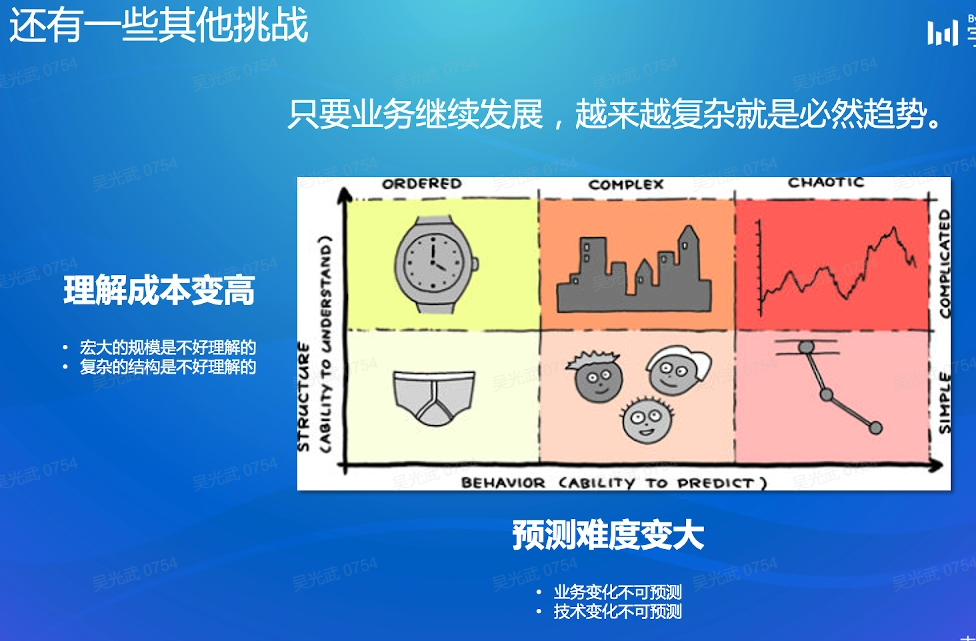 还有一些其他挑战
只要业务继续发展，越来越复杂就是必然趋势。
ORDERED
COMPLEX
CHAOTIC
STRUCTURE
(ABILITY TO UNDERSTAND)
COMPLICATED
SIMPLE
BEHAVIOR (ABILITY TO PREDICT)
理解成本变高
• 宏大的规模是不好理解的
• 复杂的结构是不好理解的
预测难度变大
• 业务变化不可预测
• 技术变化不可预测
吴光武 0754